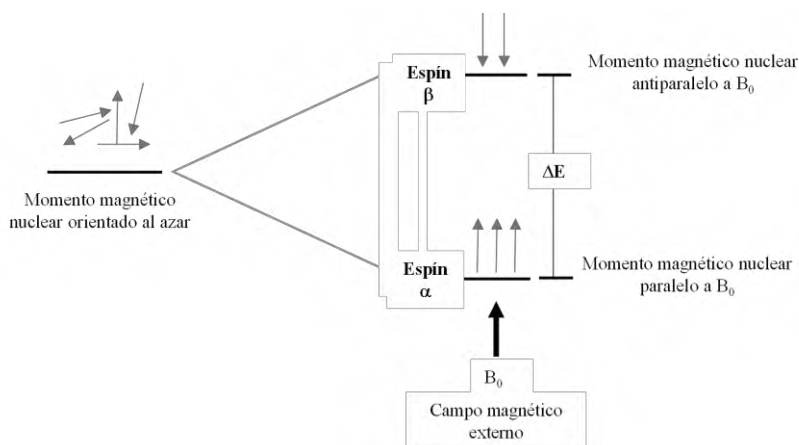 Espín
β
Momento magnético nuclear
antiparalelo a B₀
Momento magnético
nuclear orientado al azar
ΔE
Espín
α
Momento magnético nuclear
paralelo a B₀
B₀
Campo magnético
externo